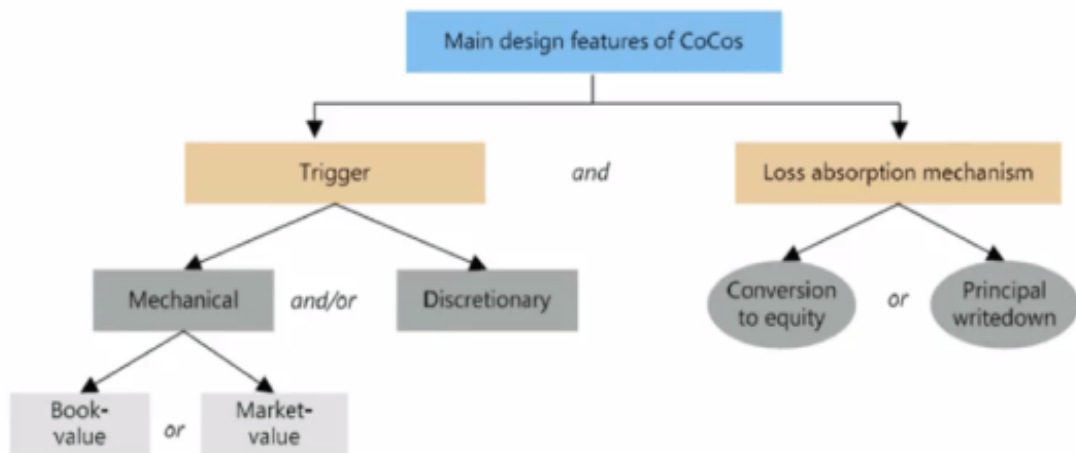 Main design features of CoCos
Trigger
and
Loss absorption mechanism
Mechanical
and/or
Discretionary
Conversion
to equity
or
Principal
writedown
Book-
value
or
Market-
value